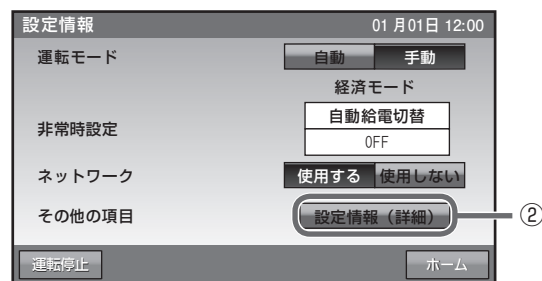 設定情報 01月01日 12:00
運転モード 自動 手動
経済モード
非常時設定 自動給電切替
OFF
ネットワーク 使用する 使用しない
その他の項目 設定情報（詳細） ②
運転停止 ホーム